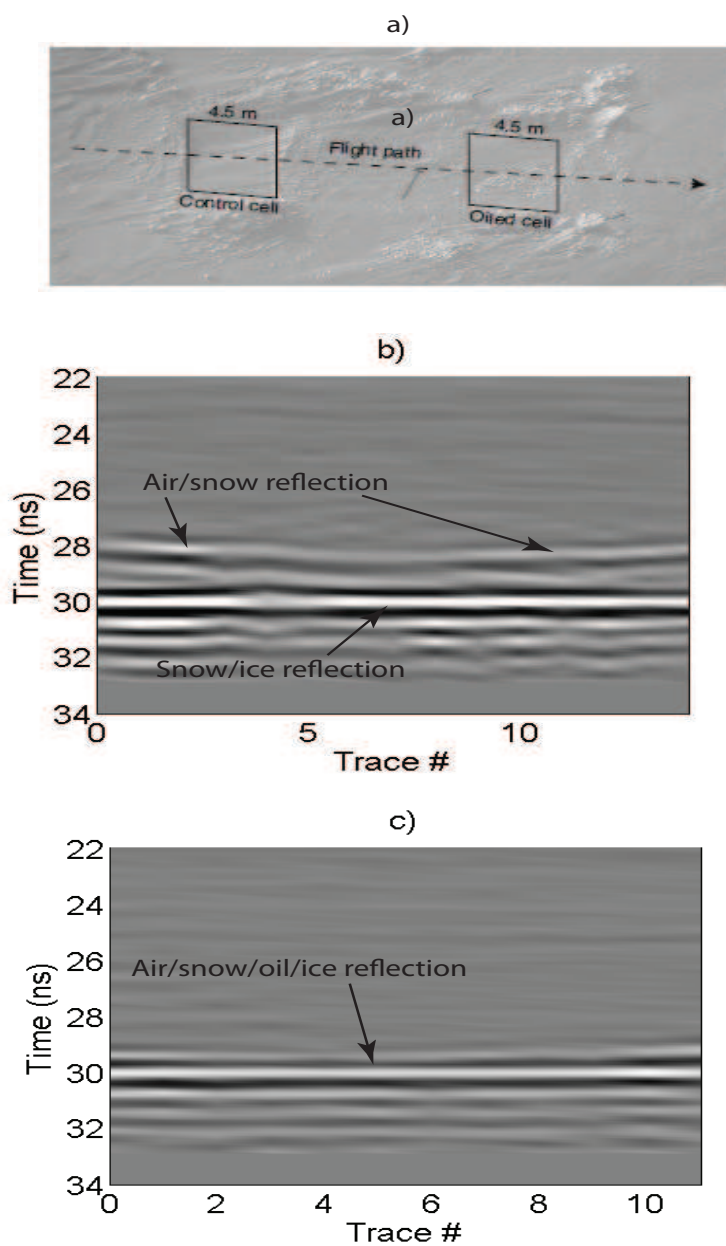 a)
a)
4.5 m
4.5 m
Flight path
Control cell
Oiled cell
b)
22
24
26
28
30
32
34
Time (ns)
Air/snow reflection
Snow/ice reflection
0
5
10
Trace #
c)
22
24
26
28
30
32
34
Time (ns)
Air/snow/oil/ice reflection
0
2
4
6
8
10
Trace #